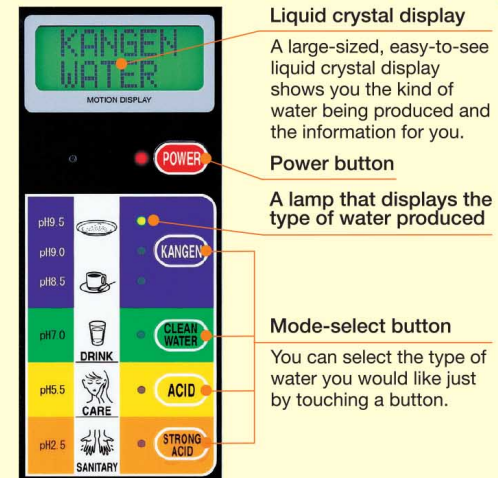 KANGEN
WATER
MOTION DISPLAY
POWER
pH9.5
pH9.0
KANGEN
pH8.5
pH7.0
CLEAN
WATER
DRINK
pH5.5
ACID
CARE
pH2.5
STRONG
ACID
SANITARY
Liquid crystal display
A large-sized, easy-to-see
liquid crystal display
shows you the kind of
water being produced and
the information for you.
Power button
A lamp that displays the
type of water produced
Mode-select button
You can select the type of
water you would like just
by touching a button.